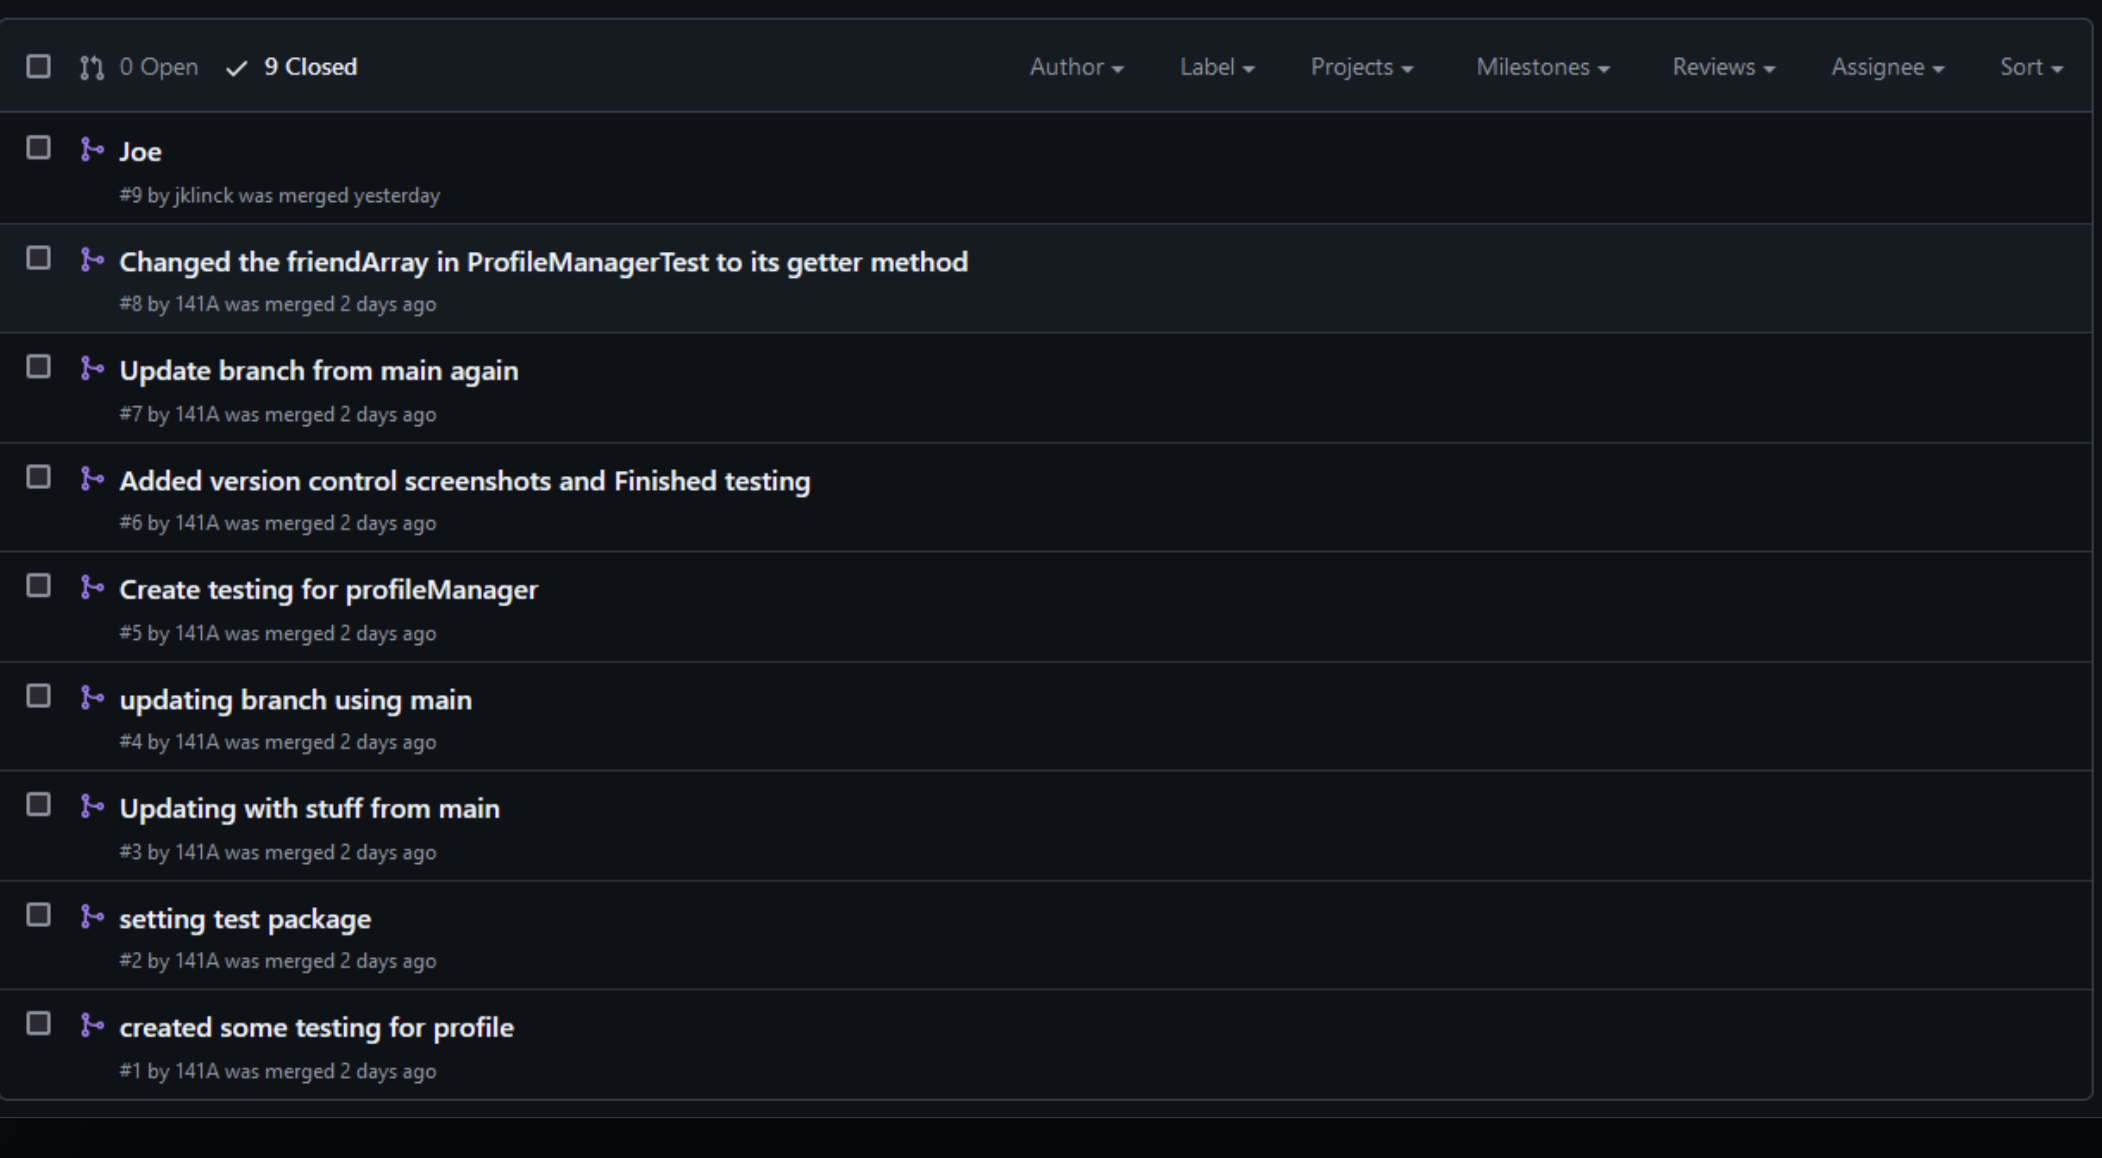 0 Open 9 Closed Author Label Projects Milestones Reviews Assignee Sort
Joe
#9 by jklinck was merged yesterday
Changed the friendArray in ProfileManagerTest to its getter method
#8 by 141A was merged 2 days ago
Update branch from main again
#7 by 141A was merged 2 days ago
Added version control screenshots and Finished testing
#6 by 141A was merged 2 days ago
Create testing for profileManager
#5 by 141A was merged 2 days ago
updating branch using main
#4 by 141A was merged 2 days ago
Updating with stuff from main
#3 by 141A was merged 2 days ago
setting test package
#2 by 141A was merged 2 days ago
created some testing for profile
#1 by 141A was merged 2 days ago